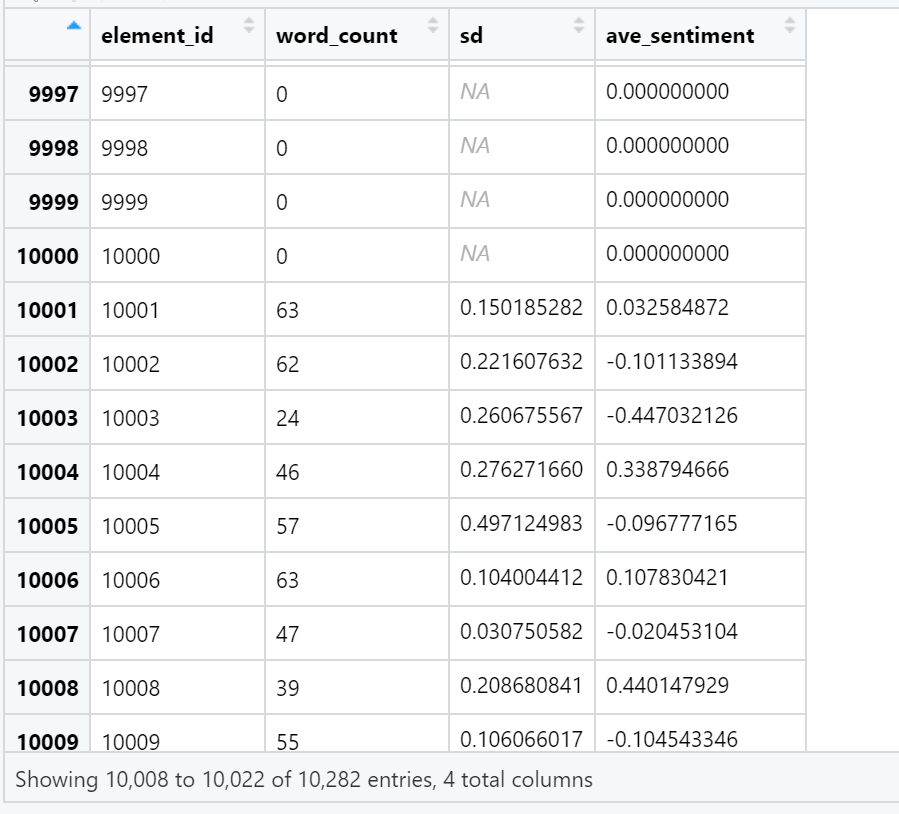 element_id word_count sd ave_sentiment
9997 9997 0 NA 0.000000000
9998 9998 0 NA 0.000000000
9999 9999 0 NA 0.000000000
10000 10000 0 NA 0.000000000
10001 10001 63 0.150185282 0.032584872
10002 10002 62 0.221607632 -0.101133894
10003 10003 24 0.260675567 -0.447032126
10004 10004 46 0.276271660 0.338794666
10005 10005 57 0.497124983 -0.096777165
10006 10006 63 0.104004412 0.107830421
10007 10007 47 0.030750582 -0.020453104
10008 10008 39 0.208680841 0.440147929
10009 10009 55 0.106066017 -0.104543346
Showing 10,008 to 10,022 of 10,282 entries, 4 total columns